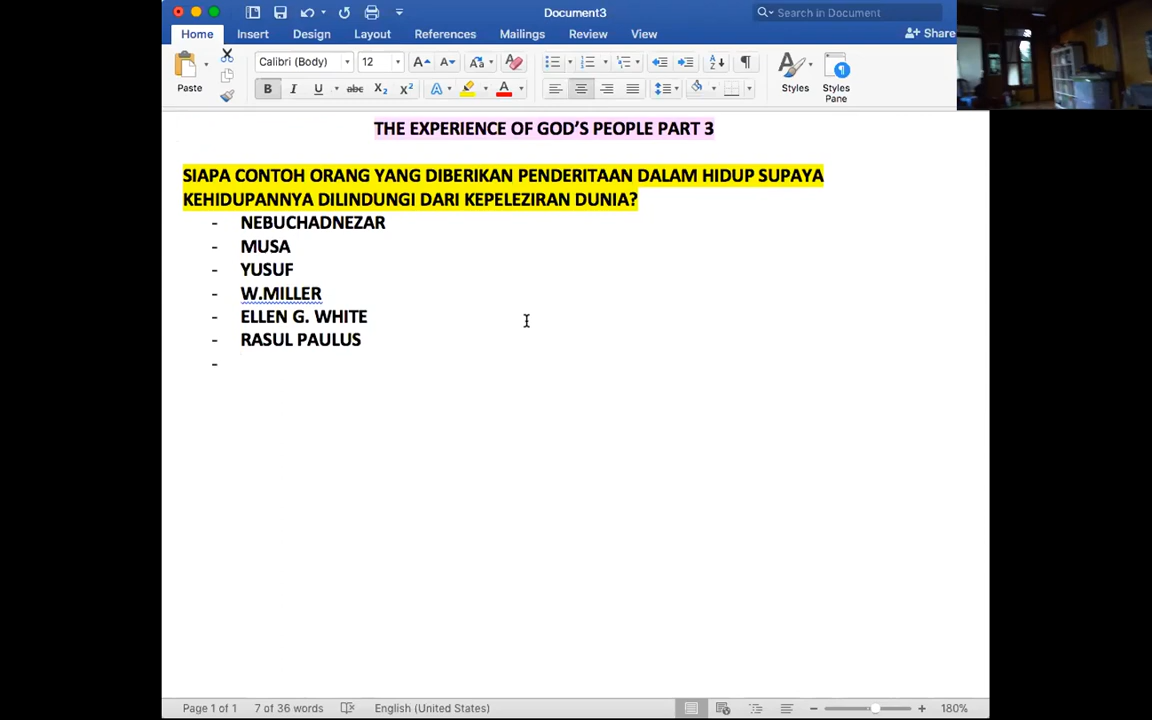 Document3
Search in Document
Home Insert Design Layout References Mailings Review View Share
Paste Calibri (Body) 12 Styles Styles Pane
THE EXPERIENCE OF GOD'S PEOPLE PART 3
SIAPA CONTOH ORANG YANG DIBERIKAN PENDERITAAN DALAM HIDUP SUPAYA
KEHIDUPANNYA DILINDUNGI DARI KEPELEZIRAN DUNIA?
- NEBUCHADNEZAR
- MUSA
- YUSUF
- W.MILLER
- ELLEN G. WHITE
- RASUL PAULUS
-
Page 1 of 1 7 of 36 words English (United States) 180%